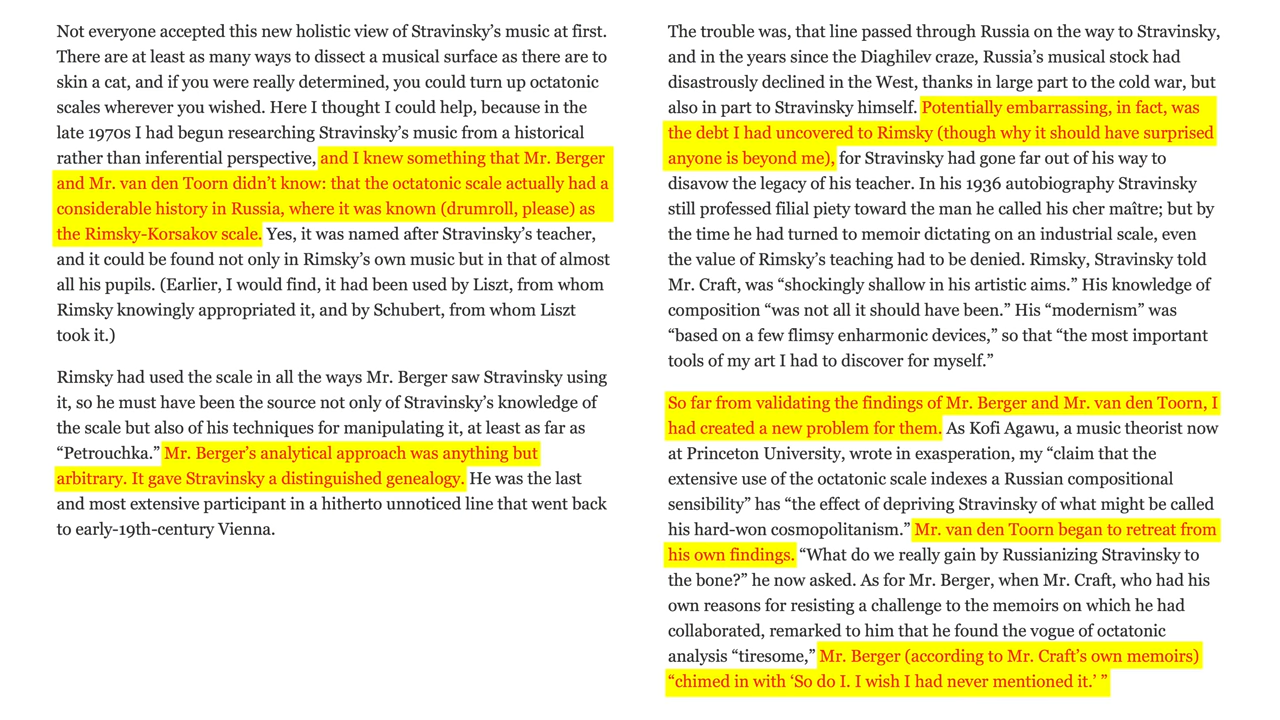 Not everyone accepted this new holistic view of Stravinsky’s music at first.
There are at least as many ways to dissect a musical surface as there are to
skin a cat, and if you were really determined, you could turn up octatonic
scales wherever you wished. Here I thought I could help, because in the
late 1970s I had begun researching Stravinsky’s music from a historical
rather than inferential perspective, and I knew something that Mr. Berger
and Mr. van den Toorn didn’t know: that the octatonic scale actually had a
considerable history in Russia, where it was known (drumroll, please) as
the Rimsky-Korsakov scale. Yes, it was named after Stravinsky’s teacher,
and it could be found not only in Rimsky’s own music but in that of almost
all his pupils. (Earlier, I would find, it had been used by Liszt, from whom
Rimsky knowingly appropriated it, and by Schubert, from whom Liszt
took it.)
Rimsky had used the scale in all the ways Mr. Berger saw Stravinsky using
it, so he must have been the source not only of Stravinsky’s knowledge of
the scale but also of his techniques for manipulating it, at least as far as
“Petrouchka.” Mr. Berger’s analytical approach was anything but
arbitrary. It gave Stravinsky a distinguished genealogy. He was the last
and most extensive participant in a hitherto unnoticed line that went back
to early-19th-century Vienna.
The trouble was, that line passed through Russia on the way to Stravinsky,
and in the years since the Diaghilev craze, Russia’s musical stock had
disastrously declined in the West, thanks in large part to the cold war, but
also in part to Stravinsky himself. Potentially embarrassing, in fact, was
the debt I had uncovered to Rimsky (though why it should have surprised
anyone is beyond me), for Stravinsky had gone far out of his way to
disavow the legacy of his teacher. In his 1936 autobiography Stravinsky
still professed filial piety toward the man he called his cher maître; but by
the time he had turned to memoir dictating on an industrial scale, even
the value of Rimsky’s teaching had to be denied. Rimsky, Stravinsky told
Mr. Craft, was “shockingly shallow in his artistic aims.” His knowledge of
composition “was not all it should have been.” His “modernism” was
“based on a few flimsy enharmonic devices,” so that “the most important
tools of my art I had to discover for myself.”
So far from validating the findings of Mr. Berger and Mr. van den Toorn, I
had created a new problem for them. As Kofi Agawu, a music theorist now
at Princeton University, wrote in exasperation, my “claim that the
extensive use of the octatonic scale indexes a Russian compositional
sensibility” has “the effect of depriving Stravinsky of what might be called
his hard-won cosmopolitanism.” Mr. van den Toorn began to retreat from
his own findings. “What do we really gain by Russianizing Stravinsky to
the bone?” he now asked. As for Mr. Berger, when Mr. Craft, who had his
own reasons for resisting a challenge to the memoirs on which he had
collaborated, remarked to him that he found the vogue of octatonic
analysis “tiresome,” Mr. Berger (according to Mr. Craft’s own memoirs)
“chimed in with ‘So do I. I wish I had never mentioned it.’ ”